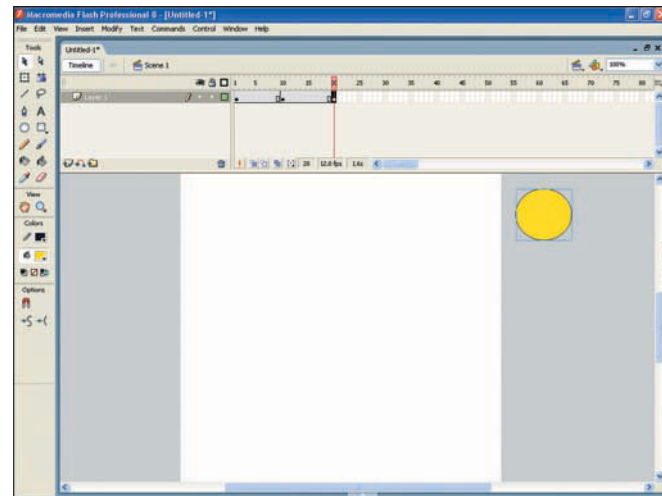 Macromedia Flash Professional 8 - [Untitled-1*]
File Edit View Insert Modify Text Commands Control Window Help
Tools
Untitled-1*
Timeline Scene 1 100%
1 5 10 15 20 25 30 35 40 45 50 55 60 65 70 75 80
Layer 1
20 12.0 fps 1.6s
View
Colors
Options